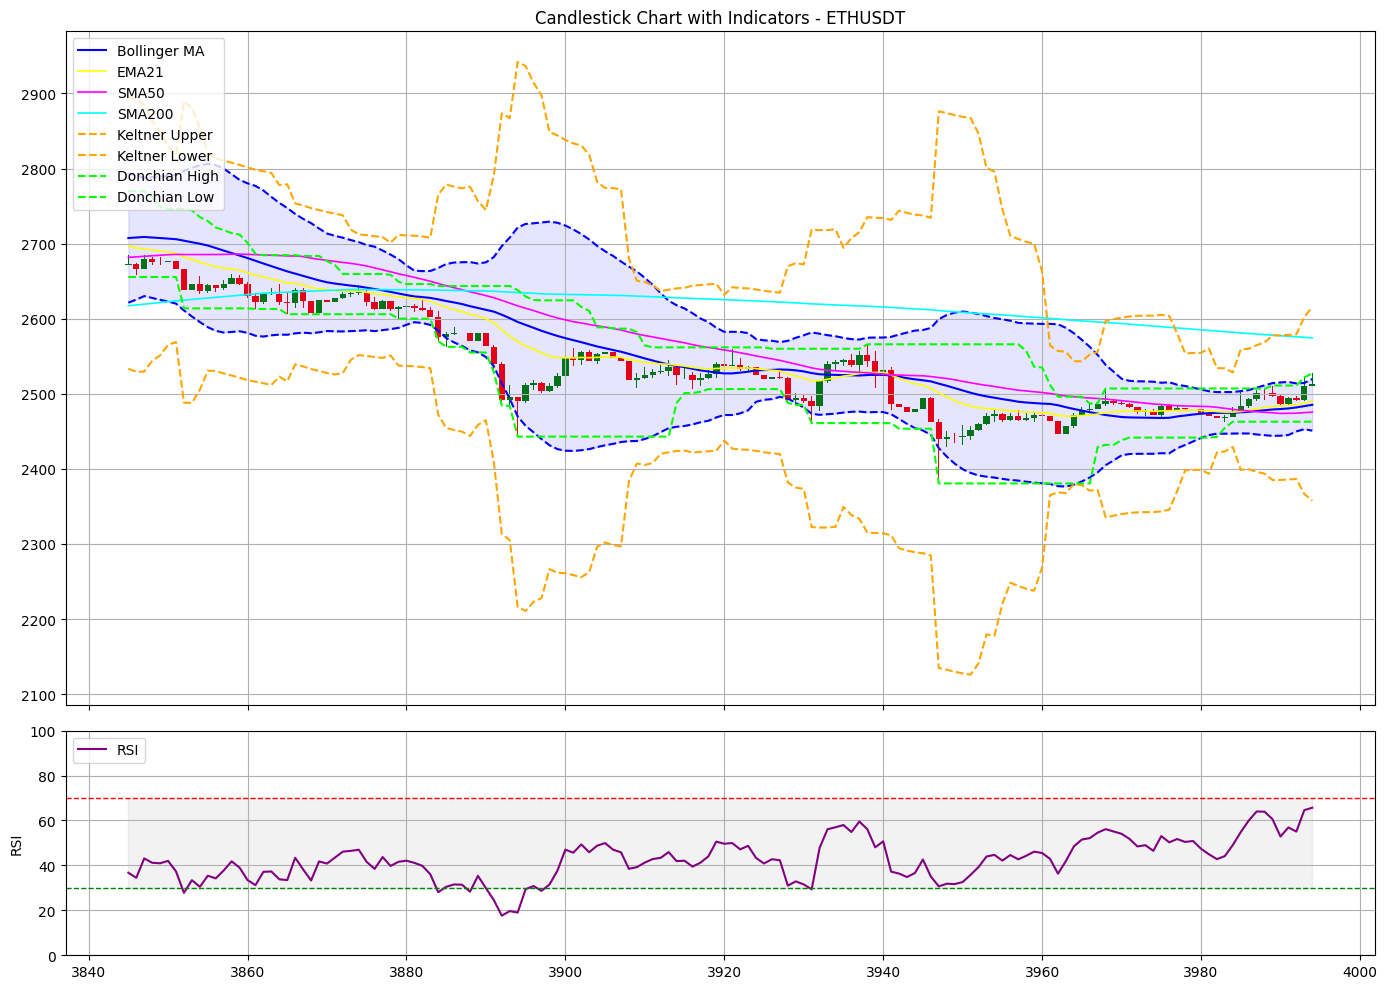 Candlestick Chart with Indicators - ETHUSDT
Bollinger MA
EMA21
SMA50
SMA200
Keltner Upper
Keltner Lower
Donchian High
Donchian Low
2900
2800
2700
2600
2500
2400
2300
2200
2100
RSI
100
80
60
40
20
0
RSI
3840 3860 3880 3900 3920 3940 3960 3980 4000